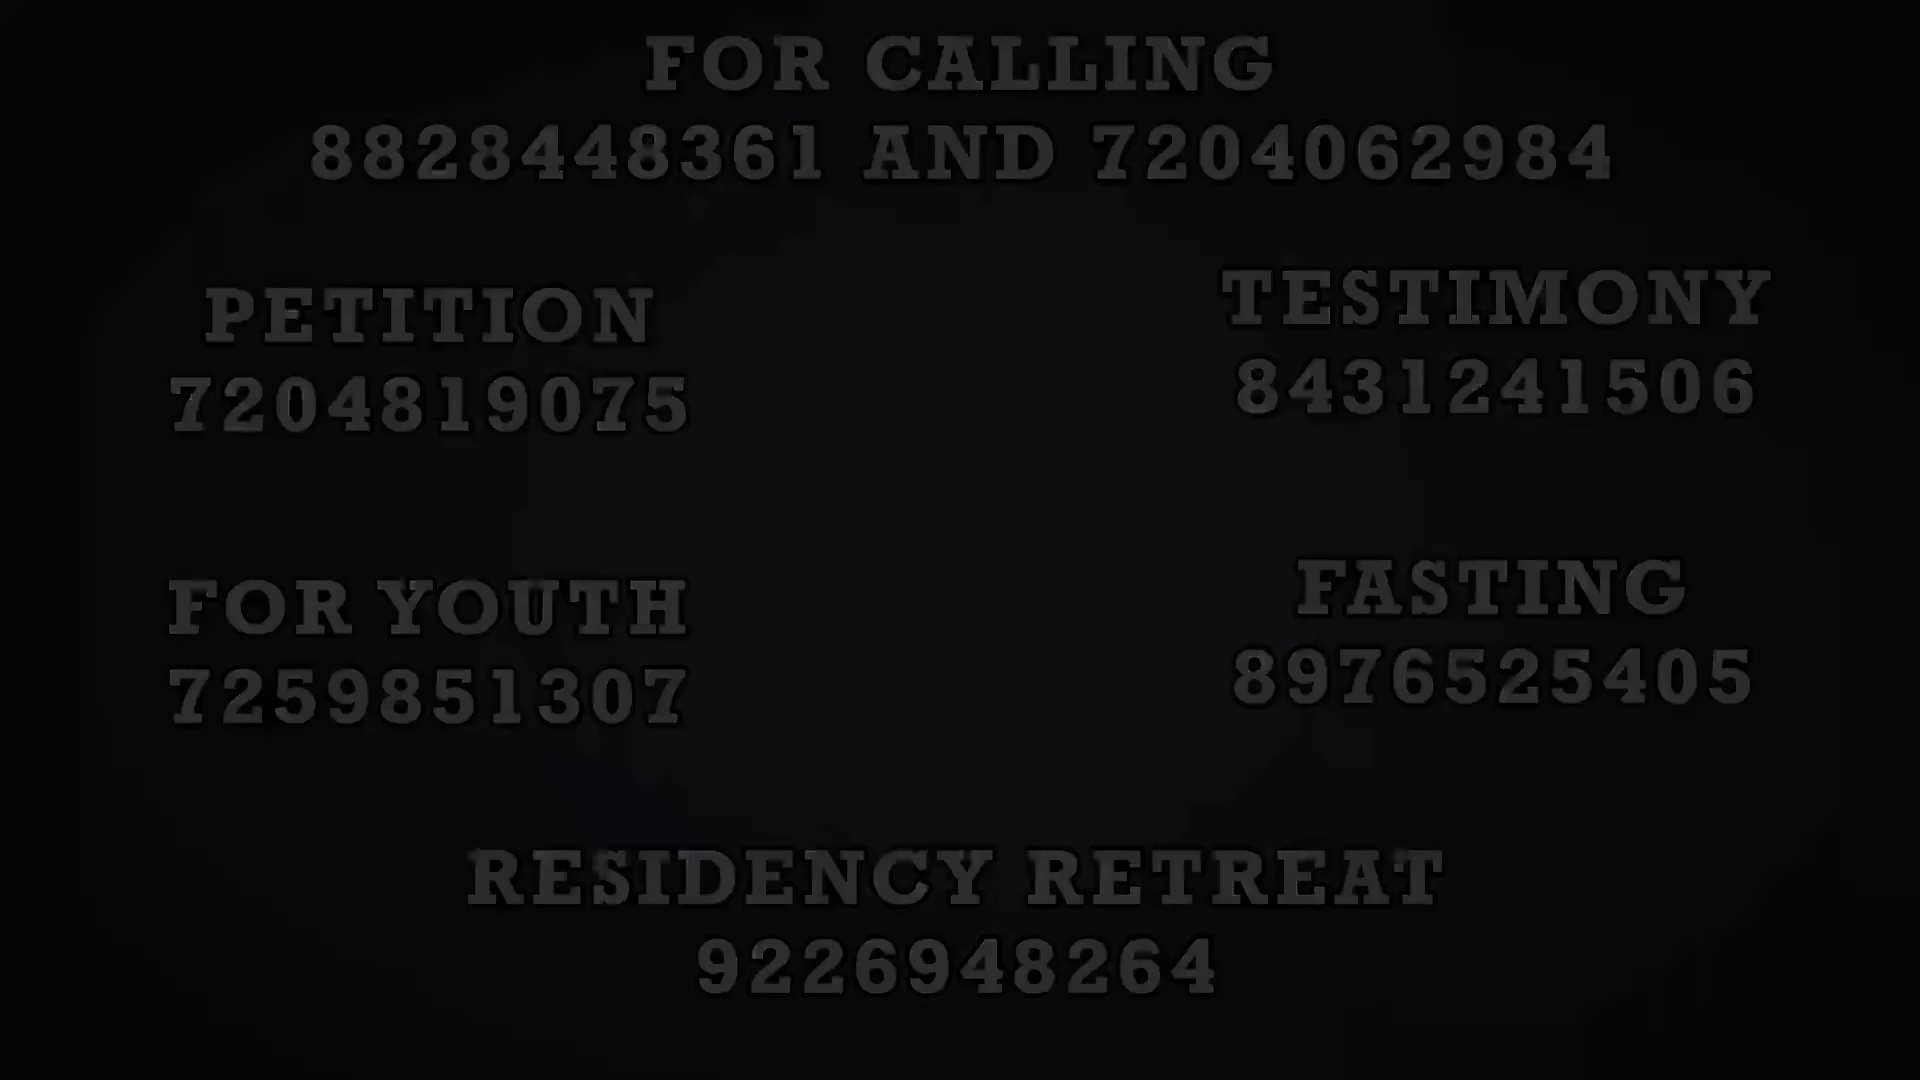 FOR CALLING
8828448361 AND 7204062984
PETITION
7204819075
TESTIMONY
8431241506
FOR YOUTH
7259851307
FASTING
8976525405
RESIDENCY RETREAT
9226948264